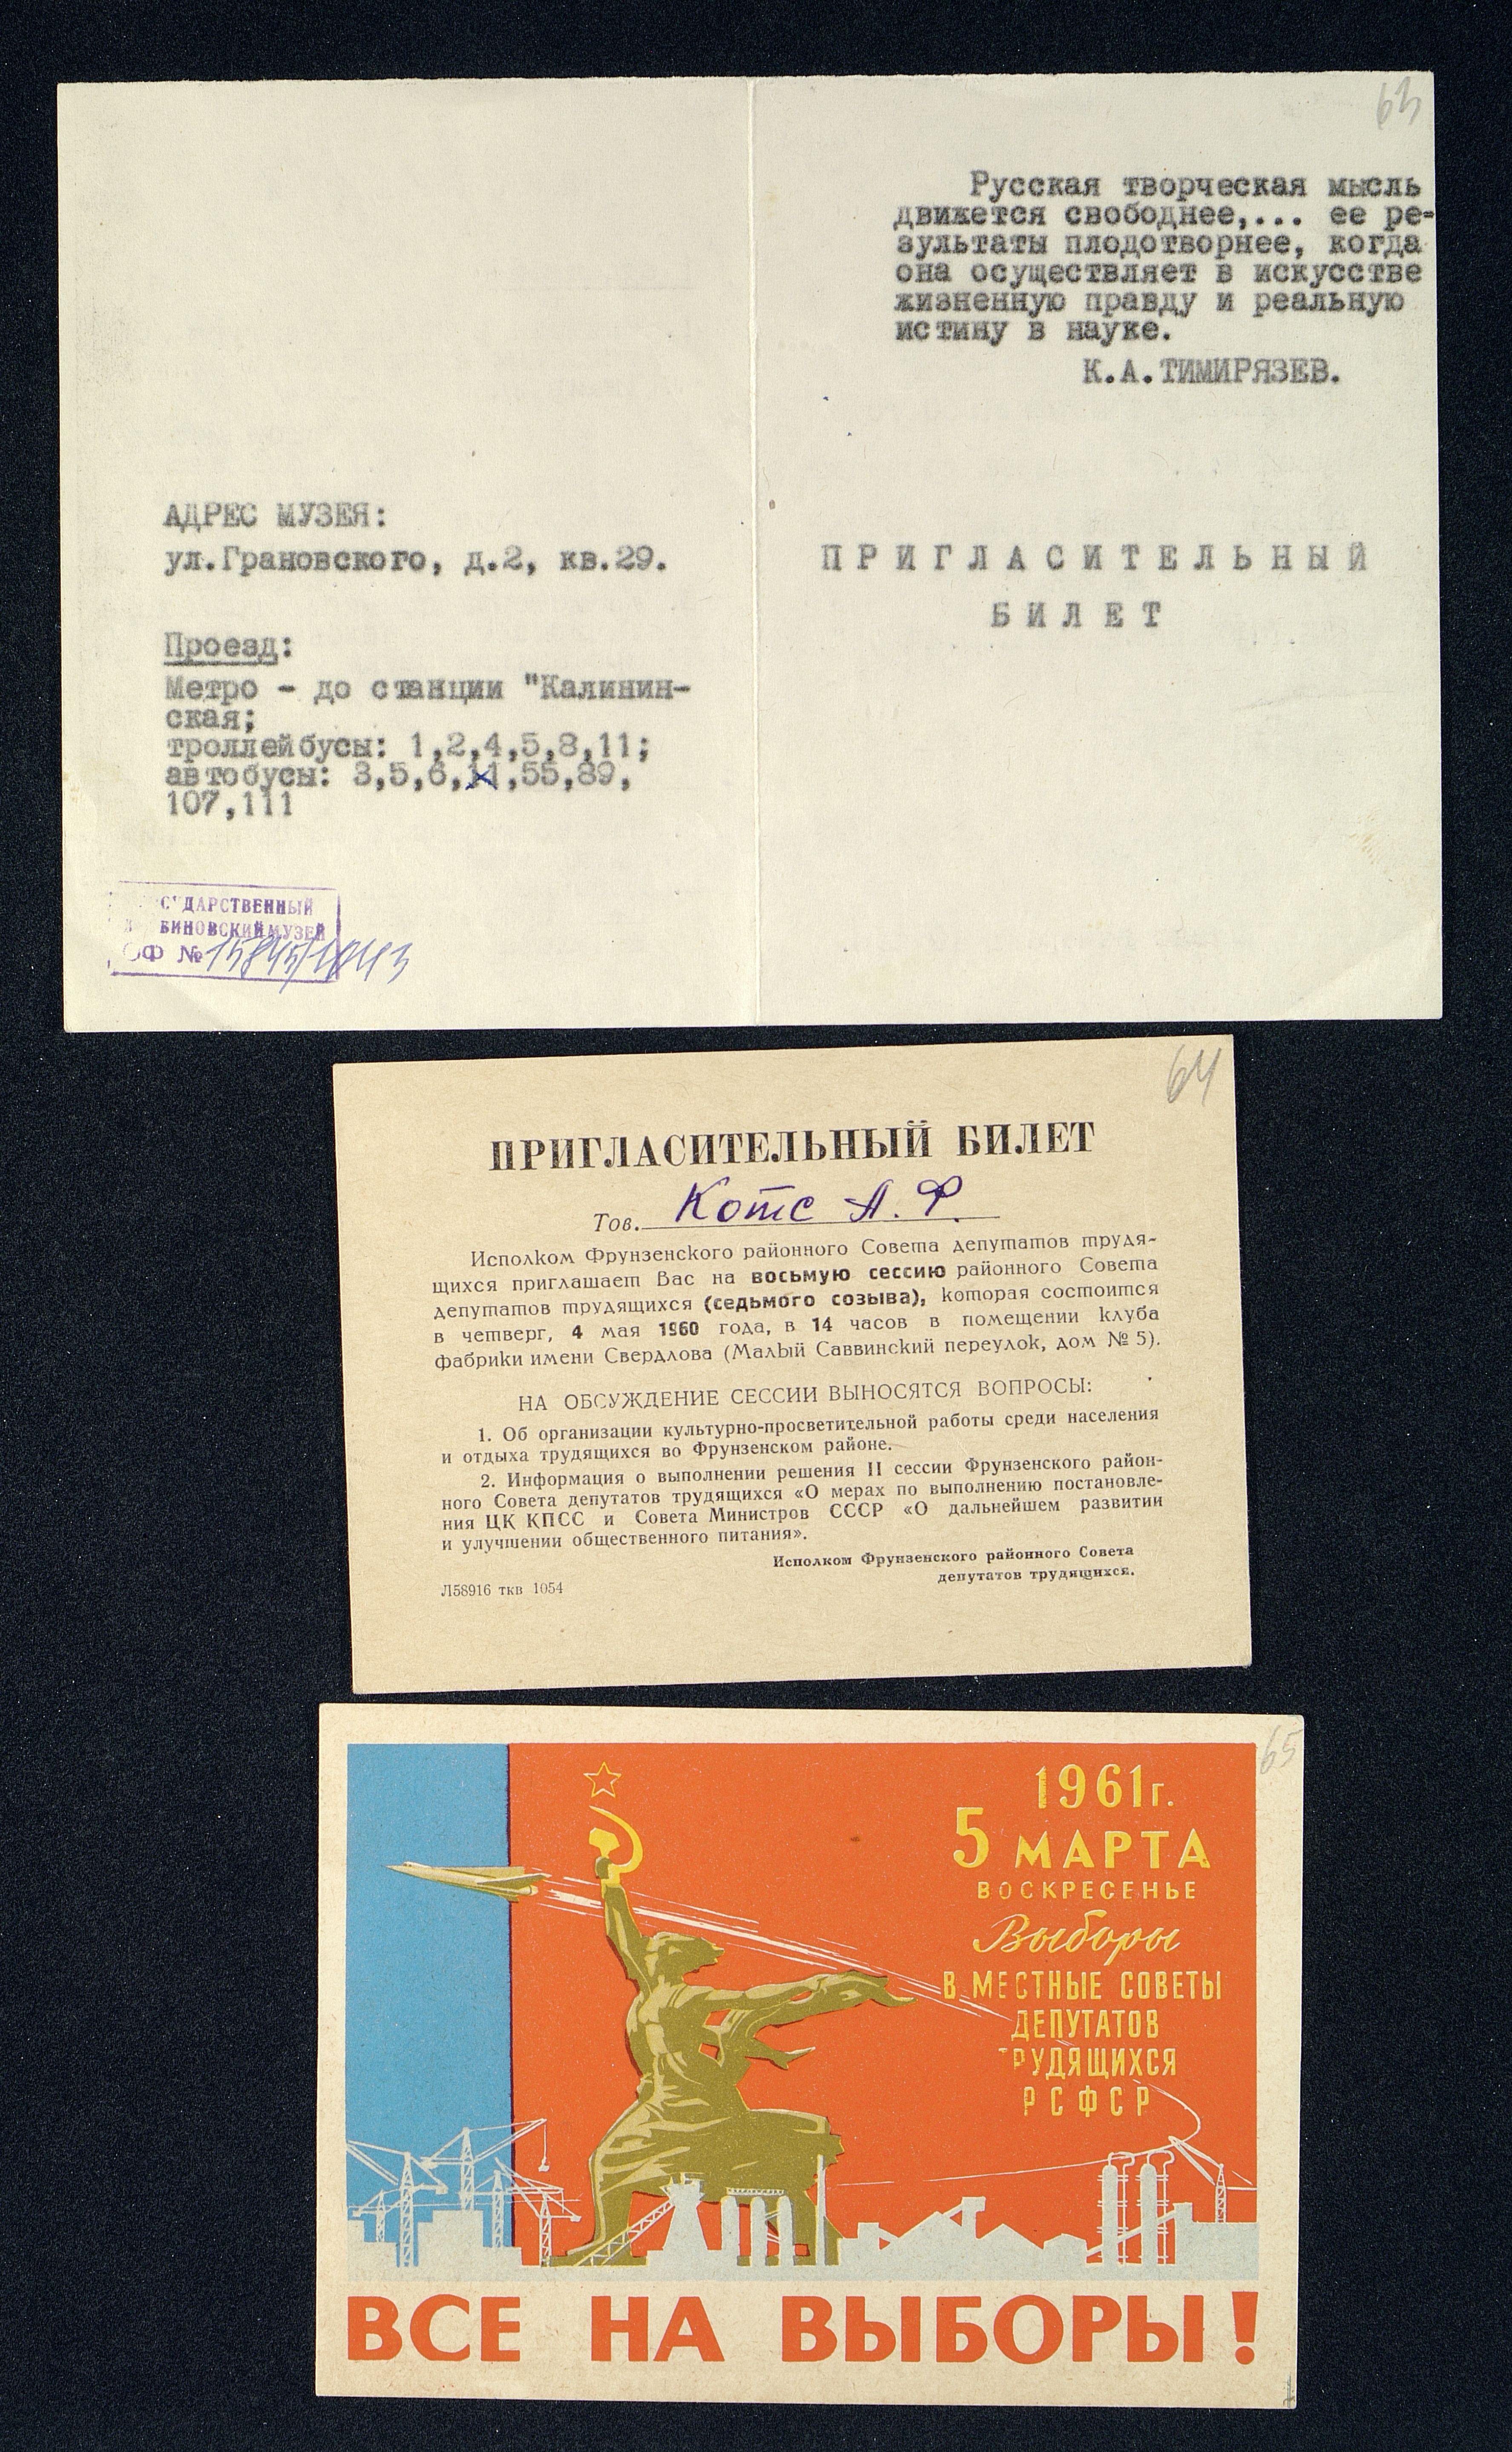 63
Русская творческая мысль
движется свободнее,... ее ре-
зультаты плодотворнее, когда
она осуществляет в искусстве
жизненную правду и реальную
истину в науке.
К.А.ТИМИРЯЗЕВ.
АДРЕС МУЗЕЯ:
ул.Грановского, д.2, кв.29.
Проезд:
Метро - до станции "Калинин-
ская;
троллейбусы: 1,2,4,5,8,11;
автобусы: 3,5,6,11,55,89,
107,111
ПРИГЛАСИТЕЛЬНЫЙ
БИЛЕТ
С ДАРСТВЕННЫЙ
БИНОВСКИЙ МУЗЕЙ
ОФ №
64
ПРИГЛАСИТЕЛЬНЫЙ БИЛЕТ
Тов. Котс А. Ф.
Исполком Фрунзенского районного Совета депутатов трудя-
щихся приглашает Вас на восьмую сессию районного Совета
депутатов трудящихся (седьмого созыва), которая состоится
в четверг, 4 мая 1960 года, в 14 часов в помещении клуба
фабрики имени Свердлова (Малый Саввинский переулок, дом № 5).
НА ОБСУЖДЕНИЕ СЕССИИ ВЫНОСЯТСЯ ВОПРОСЫ:
1. Об организации культурно-просветительной работы среди населения
и отдыха трудящихся во Фрунзенском районе.
2. Информация о выполнении решения II сессии Фрунзенского район-
ного Совета депутатов трудящихся «О мерах по выполнению постановле-
ния ЦК КПСС и Совета Министров СССР «О дальнейшем развитии
и улучшении общественного питания».
Исполком Фрунзенского районного Совета
депутатов трудящихся.
Л58916 ткв 1054
65
1961г.
5 МАРТА
ВОСКРЕСЕНЬЕ
Выборы
В МЕСТНЫЕ СОВЕТЫ
ДЕПУТАТОВ
ТРУДЯЩИХСЯ
РСФСР
ВСЕ НА ВЫБОРЫ!